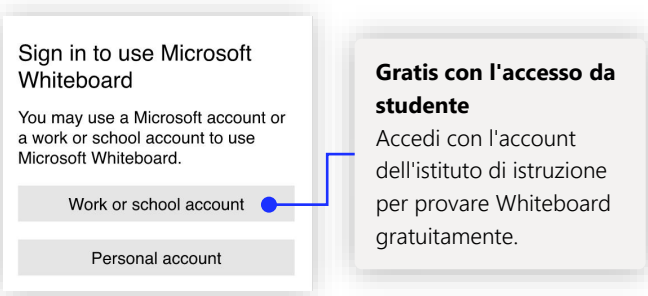 Sign in to use Microsoft
Whiteboard
You may use a Microsoft account or
a work or school account to use
Microsoft Whiteboard.
Work or school account
Personal account
Gratis con l'accesso da
studente
Accedi con l'account
dell'istituto di istruzione
per provare Whiteboard
gratuitamente.